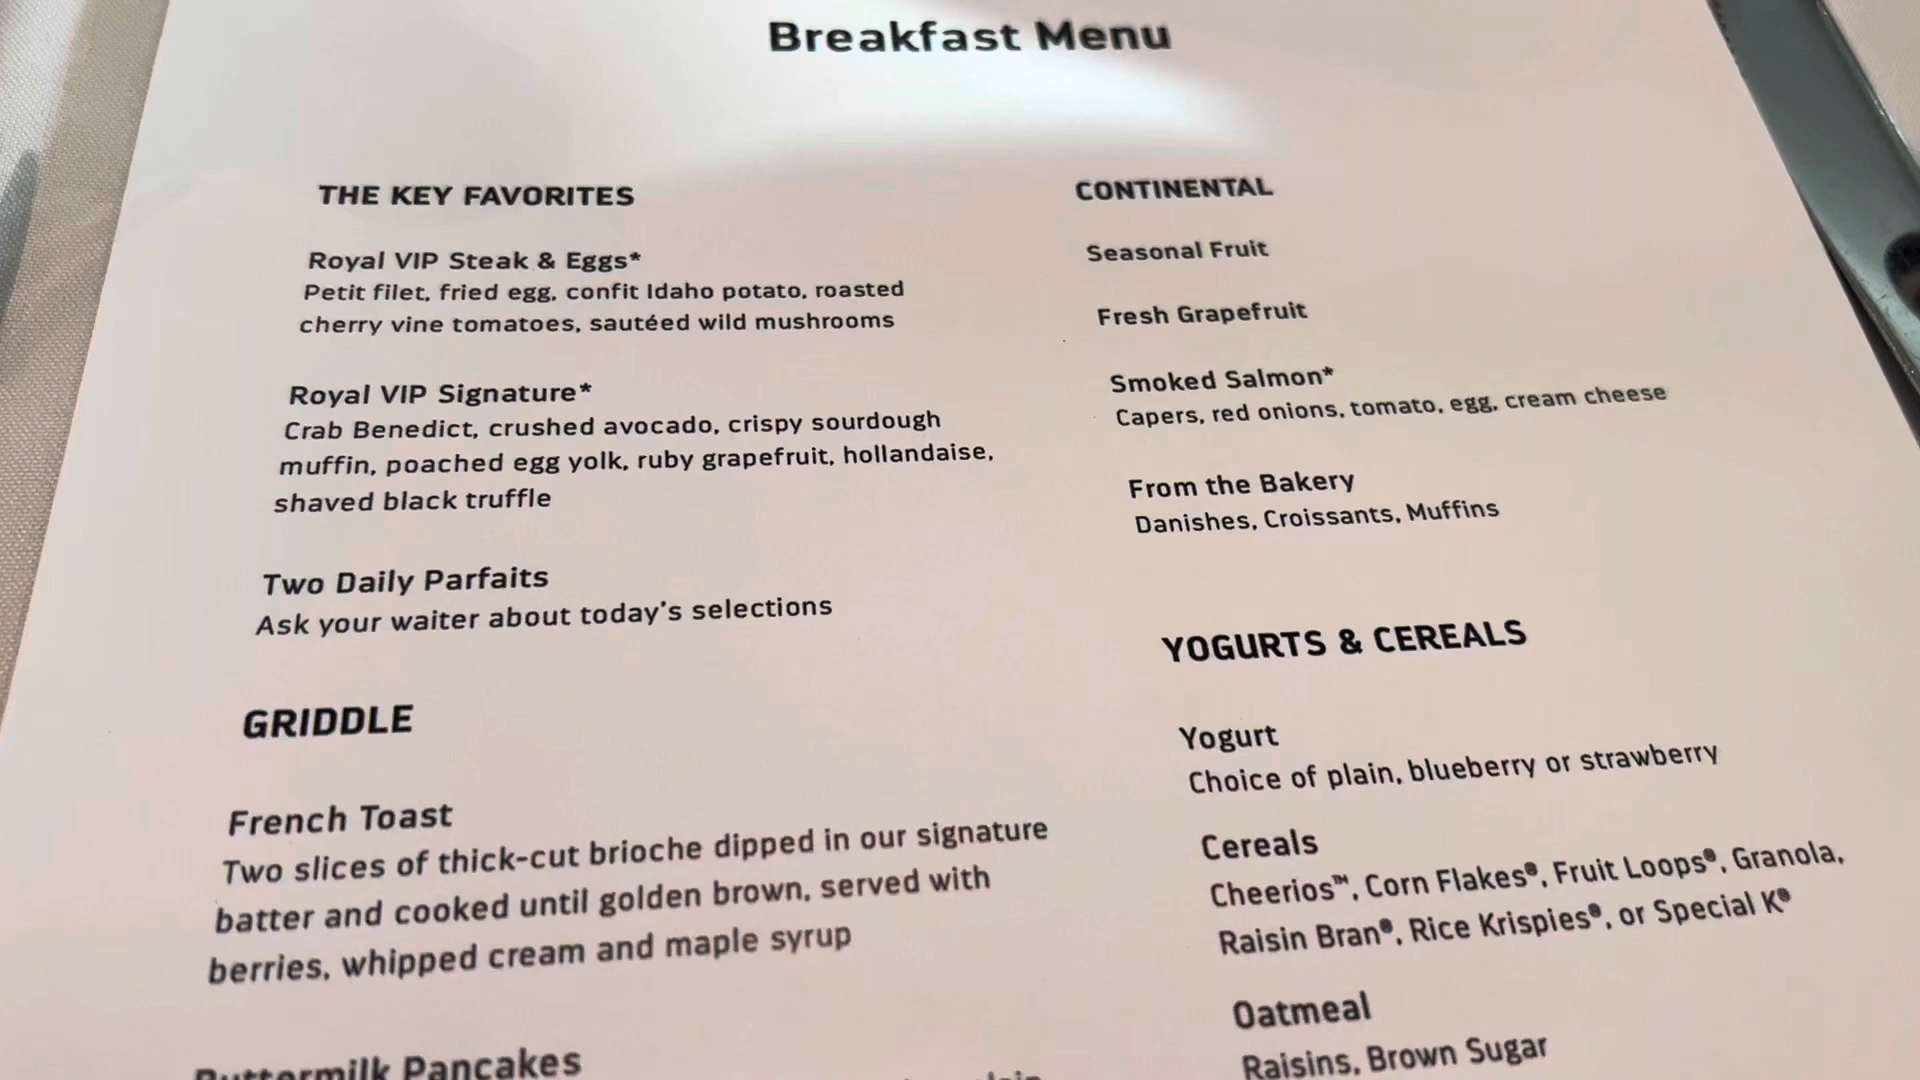 Breakfast Menu
THE KEY FAVORITES
Royal VIP Steak & Eggs*
Petit filet, fried egg, confit Idaho potato, roasted
cherry vine tomatoes, sautéed wild mushrooms
Royal VIP Signature*
Crab Benedict, crushed avocado, crispy sourdough
muffin, poached egg yolk, ruby grapefruit, hollandaise,
shaved black truffle
Two Daily Parfaits
Ask your waiter about today's selections
GRIDDLE
French Toast
Two slices of thick-cut brioche dipped in our signature
batter and cooked until golden brown, served with
berries, whipped cream and maple syrup
Buttermilk Pancakes
CONTINENTAL
Seasonal Fruit
Fresh Grapefruit
Smoked Salmon*
Capers, red onions, tomato, egg, cream cheese
From the Bakery
Danishes, Croissants, Muffins
YOGURTS & CEREALS
Yogurt
Choice of plain, blueberry or strawberry
Cereals
Cheerios™, Corn Flakes®, Fruit Loops®, Granola,
Raisin Bran®, Rice Krispies®, or Special K®
Oatmeal
Raisins, Brown Sugar